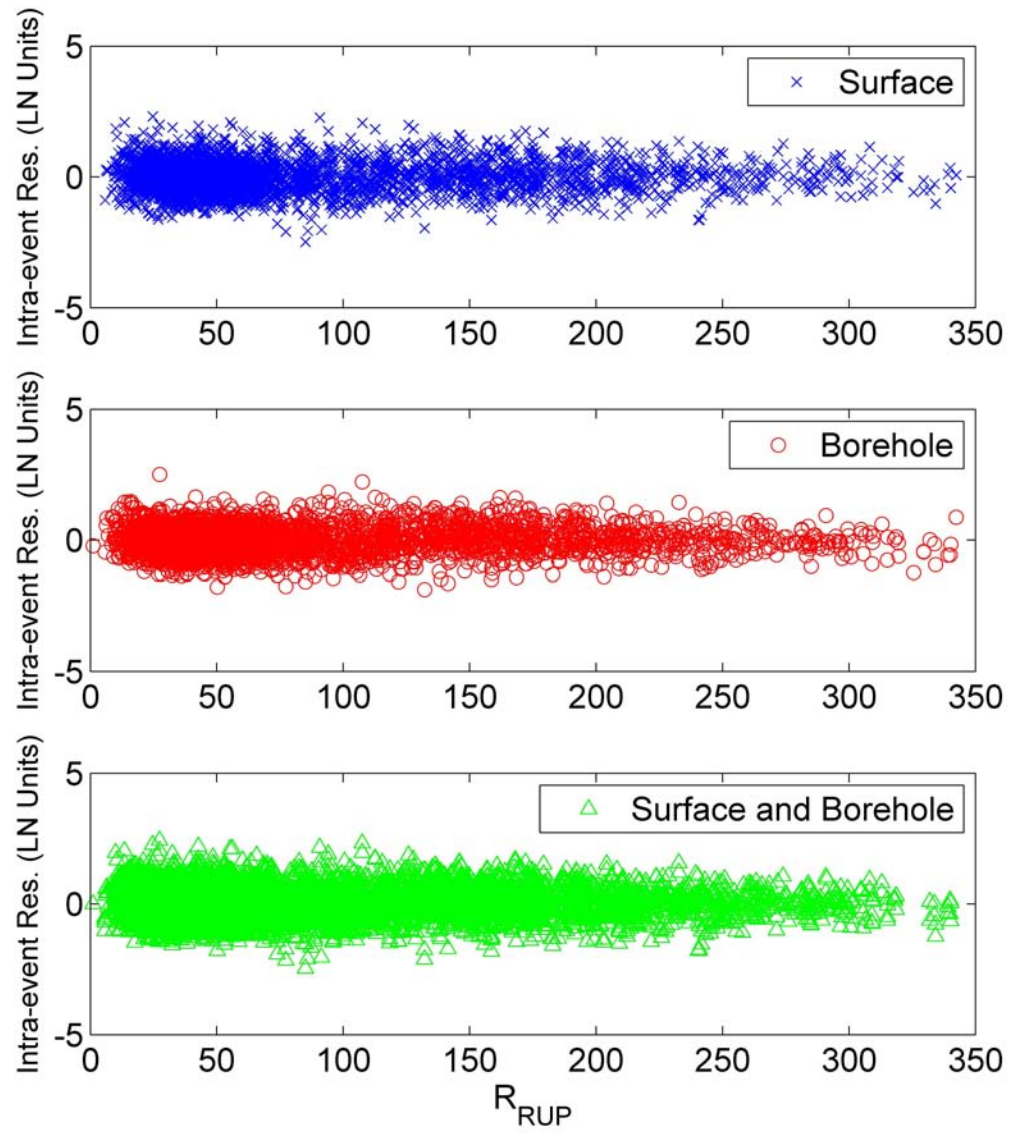 Intra-event Res. (LN Units)
5
0
-5
Surface
0 50 100 150 200 250 300 350
Intra-event Res. (LN Units)
5
0
-5
Borehole
0 50 100 150 200 250 300 350
Intra-event Res. (LN Units)
5
0
-5
Surface and Borehole
0 50 100 150 200 250 300 350
R_RUP